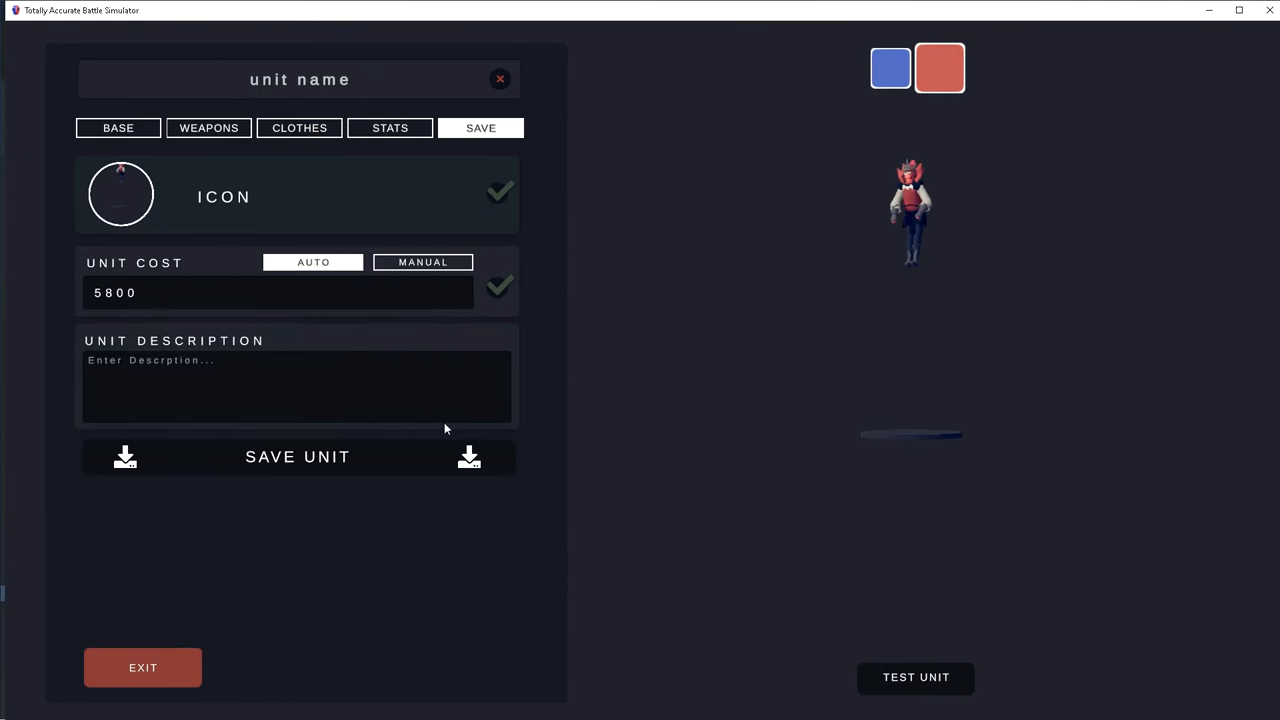 Totally Accurate Battle Simulator
unit name
BASE WEAPONS CLOTHES STATS SAVE
ICON
UNIT COST AUTO MANUAL
5800
UNIT DESCRIPTION
Enter Descrption...
SAVE UNIT
EXIT
TEST UNIT